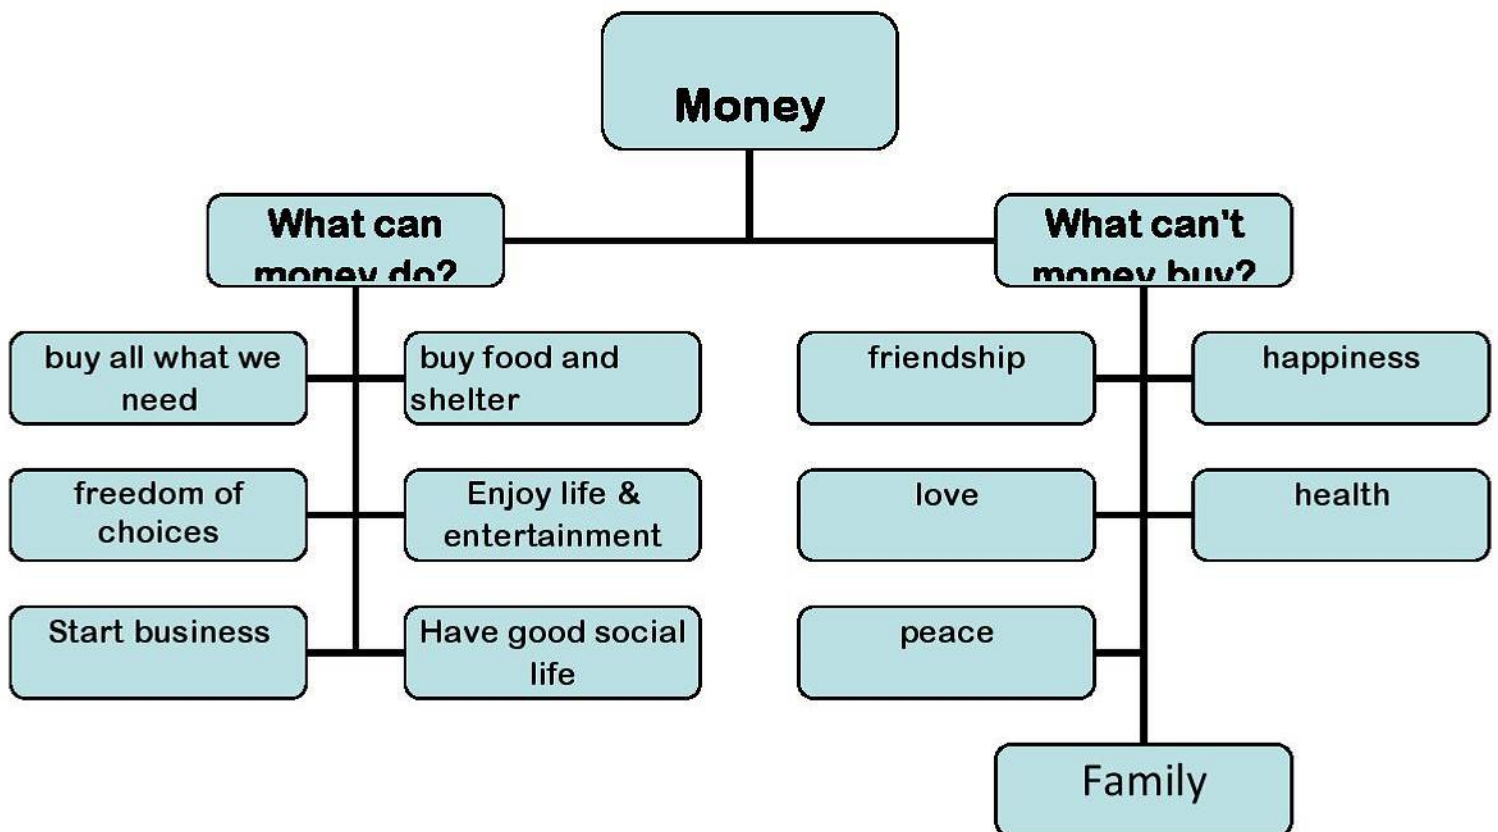 Money
What can
money do?
What can't
money buy?
buy all what we
need
buy food and
shelter
friendship
happiness
freedom of
choices
Enjoy life &
entertainment
love
health
Start business
Have good social
life
peace
Family